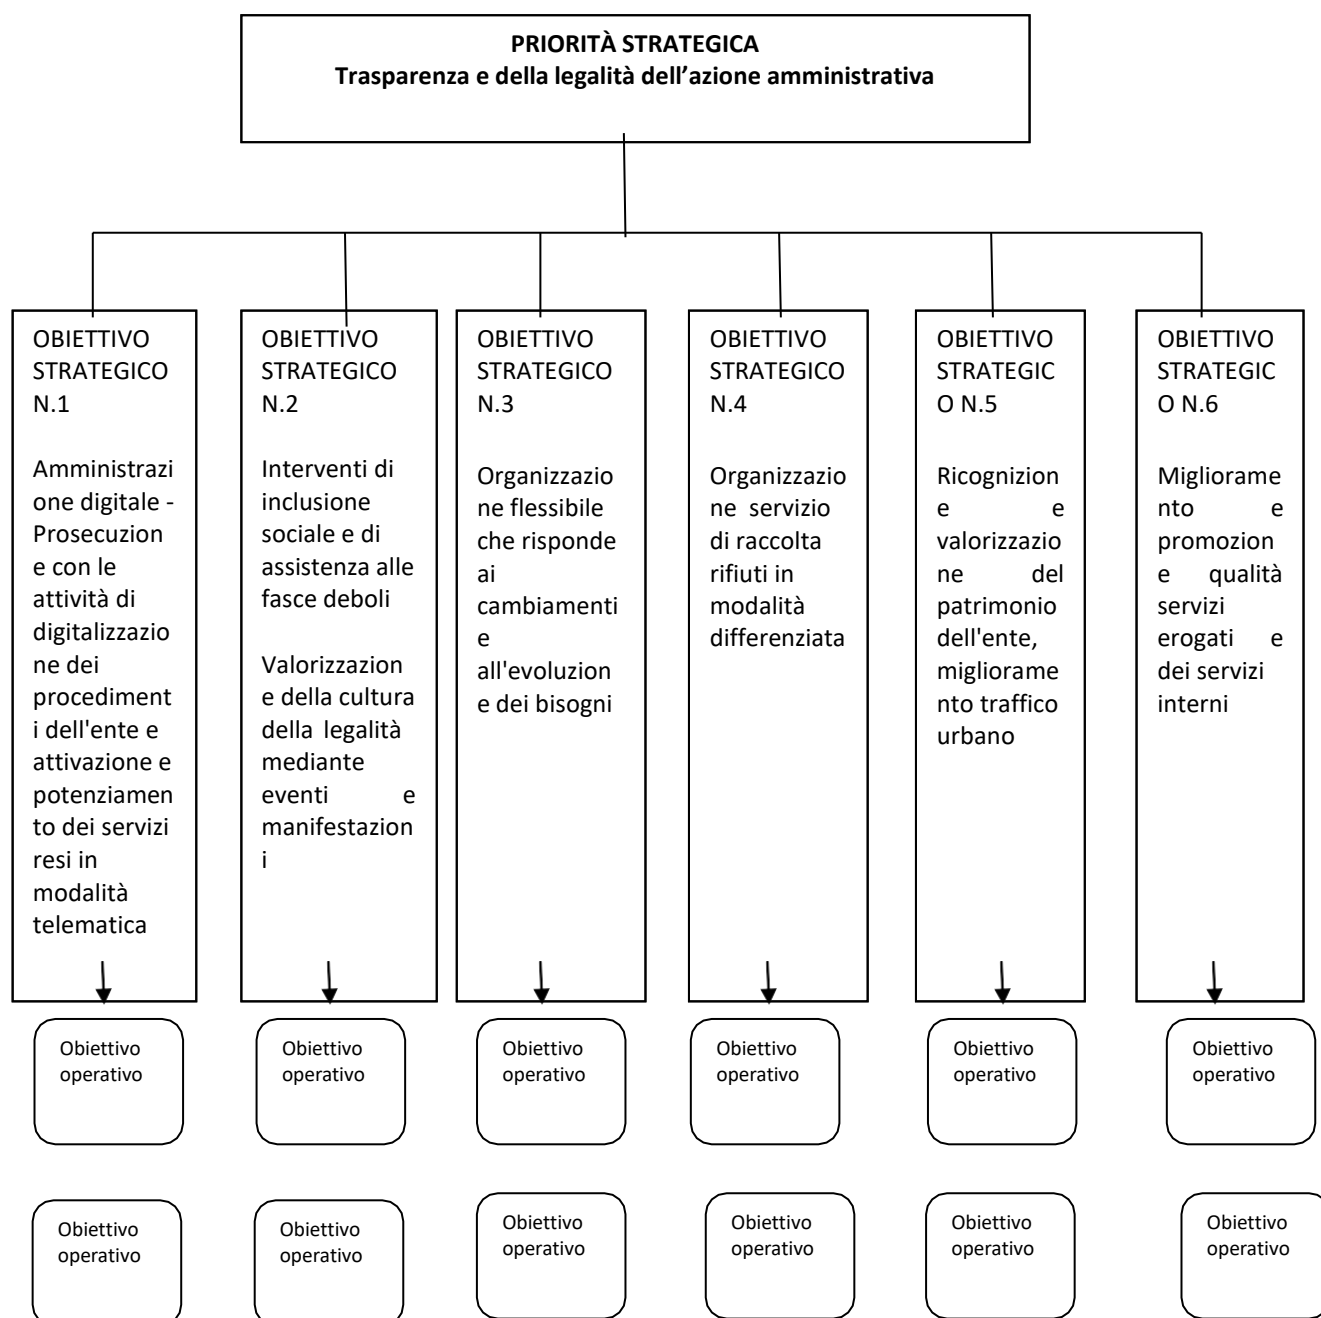 PRIORITÀ STRATEGICA
Trasparenza e della legalità dell’azione amministrativa
OBIETTIVO
STRATEGICO
N.1
Amministrazi
one digitale -
Prosecuzion
e con le
attività di
digitalizzazio
ne dei
procediment
i dell'ente e
attivazione e
potenziamen
to dei servizi
resi in
modalità
telematica
OBIETTIVO
STRATEGICO
N.2
Interventi di
inclusione
sociale e di
assistenza alle
fasce deboli
Valorizzazion
e della cultura
della legalità
mediante
eventi e
manifestazion
i
OBIETTIVO
STRATEGICO
N.3
Organizzazio
ne flessibile
che risponde
ai
cambiamenti
e
all'evoluzion
e dei bisogni
OBIETTIVO
STRATEGICO
N.4
Organizzazio
ne servizio
di raccolta
rifiuti in
modalità
differenziata
OBIETTIVO
STRATEGIC
O N.5
Ricognizion
e e
valorizzazio
ne del
patrimonio
dell'ente,
migliorame
nto traffico
urbano
OBIETTIVO
STRATEGIC
O N.6
Migliorame
nto e
promozion
e qualità
servizi
erogati e
dei servizi
interni
Obiettivo
operativo
Obiettivo
operativo
Obiettivo
operativo
Obiettivo
operativo
Obiettivo
operativo
Obiettivo
operativo
Obiettivo
operativo
Obiettivo
operativo
Obiettivo
operativo
Obiettivo
operativo
Obiettivo
operativo
Obiettivo
operativo